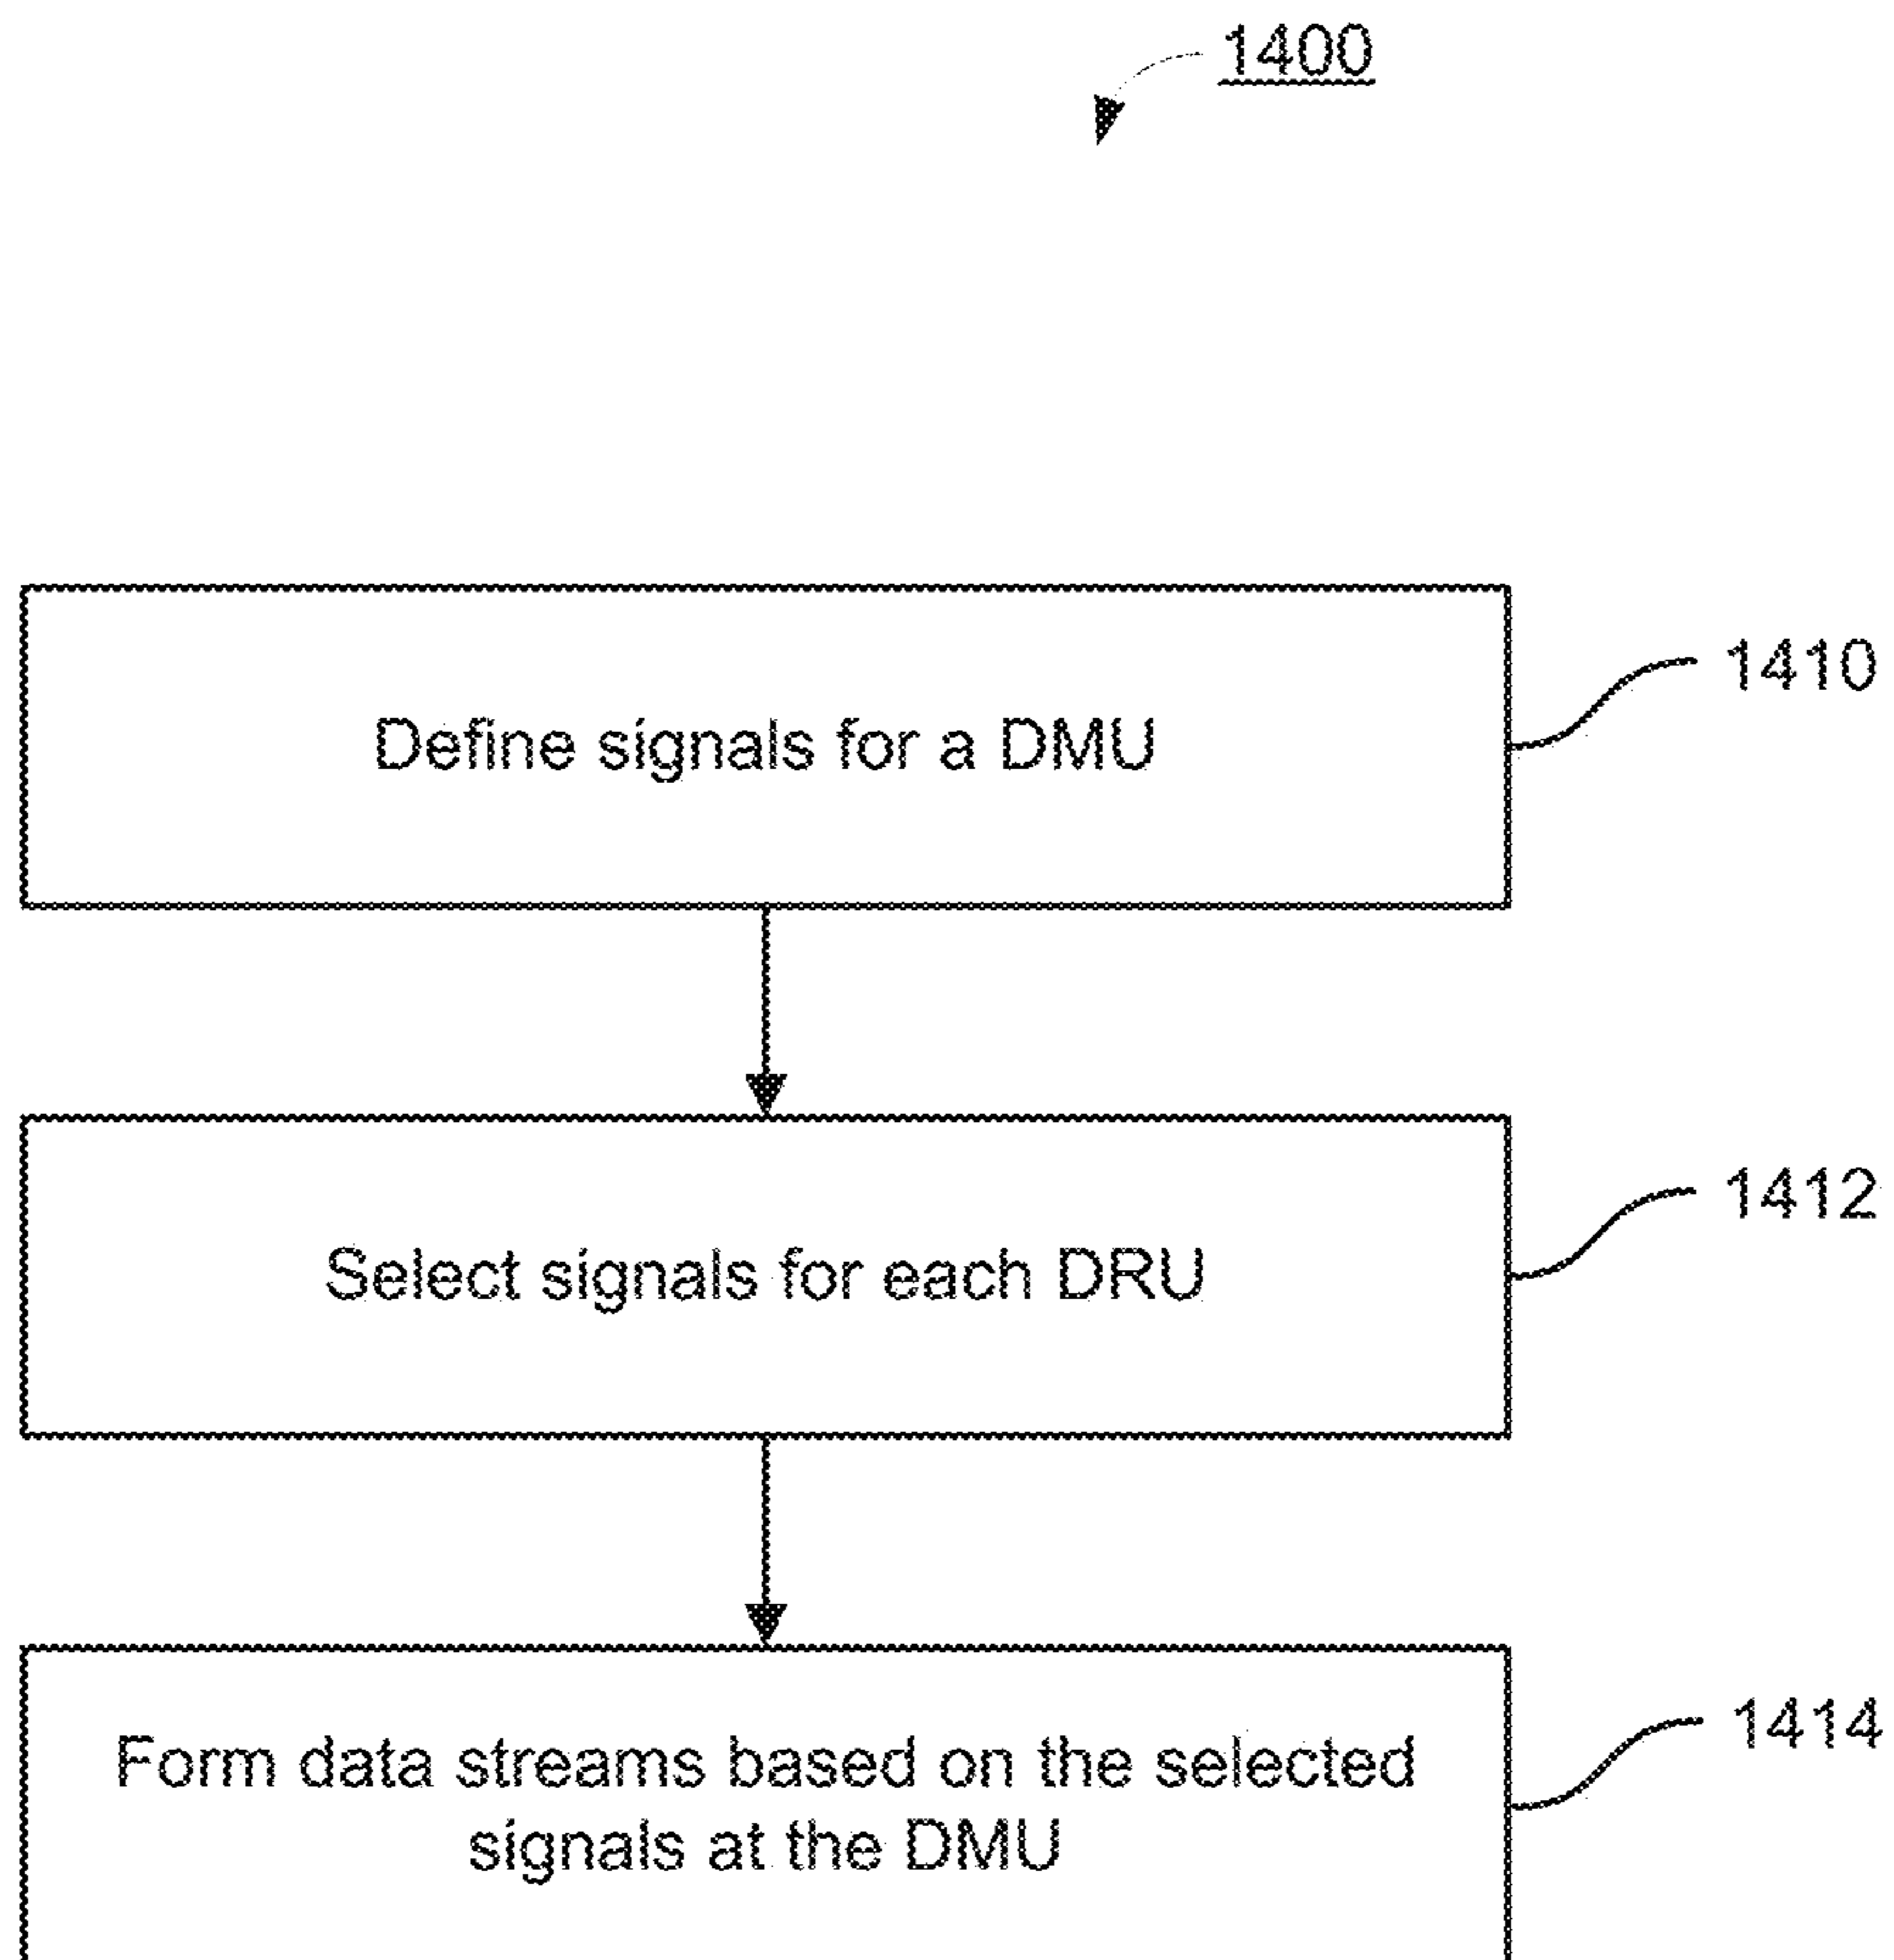 1400
Define signals for a DMU
1410
Select signals for each DRU
1412
Form data streams based on the selected
signals at the DMU
1414